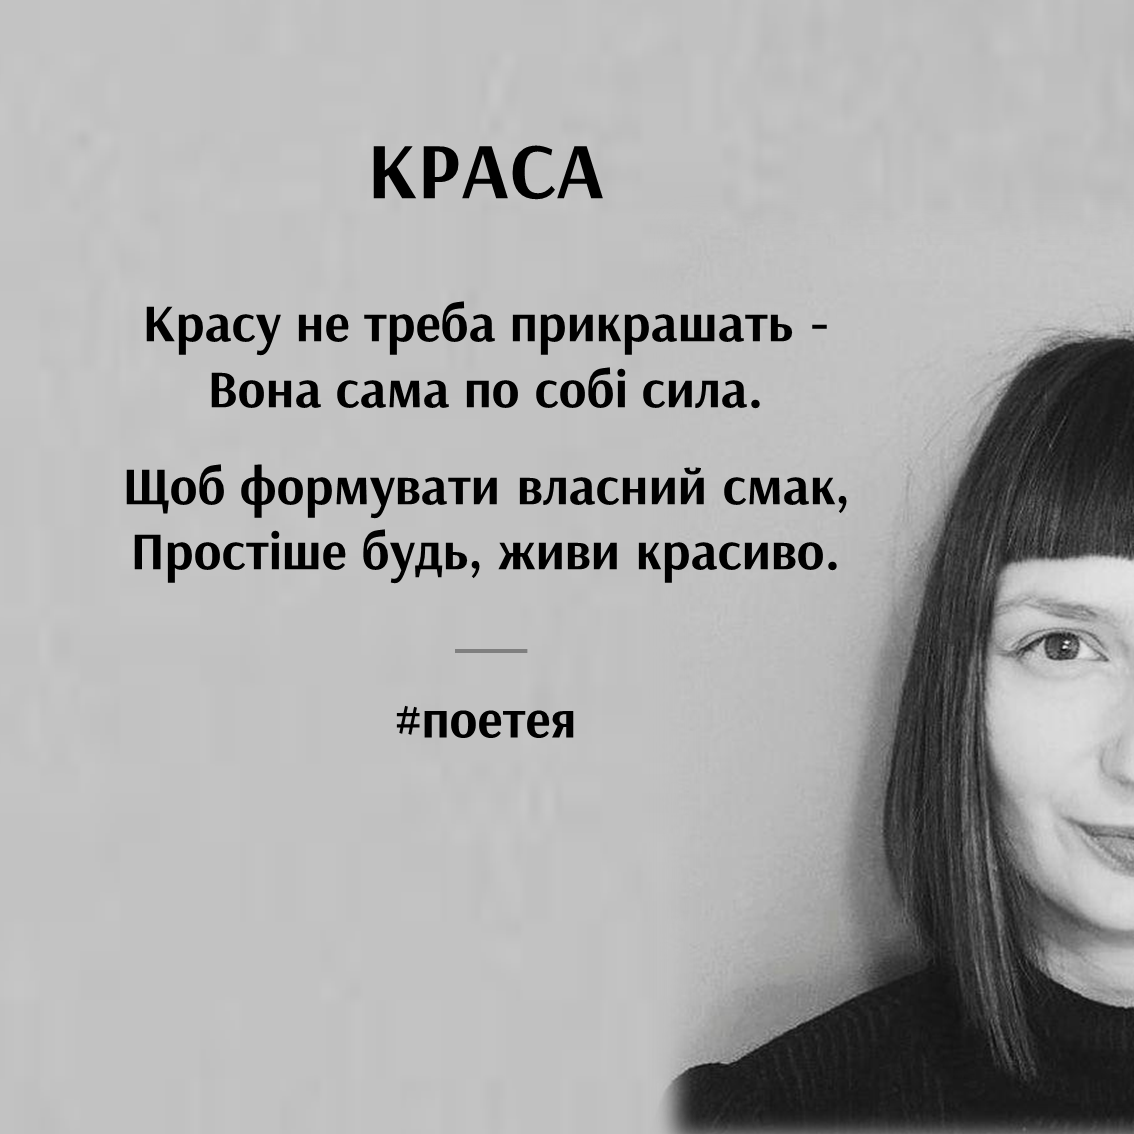 КРАСА
Красу не треба прикрашать -
Вона сама по собі сила.
Щоб формувати власний смак,
Простіше будь, живи красиво.
#поетея